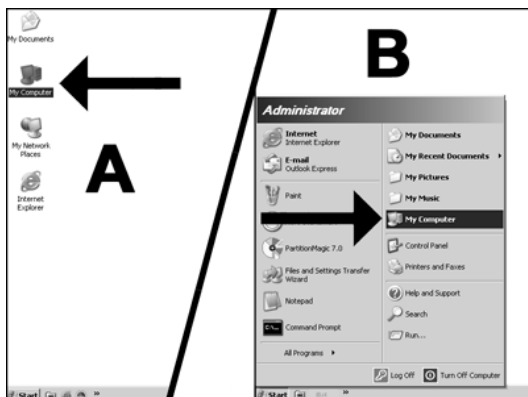 My Documents
My Computer
My Network
Places
Internet
Explorer
A
Start
»
B
Administrator
Internet
Internet Explorer
E-mail
Outlook Express
Paint
PartitionMagic 7.0
Files and Settings Transfer
Wizard
Notepad
C:\
Command Prompt
All Programs
My Documents
My Recent Documents
My Pictures
My Music
My Computer
Control Panel
Printers and Faxes
Help and Support
Search
Run...
Log Off
Turn Off Computer
Start
»